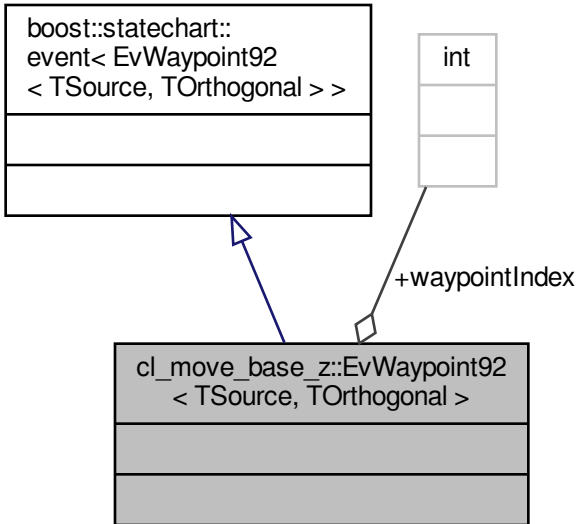 boost::statechart::
event< EvWaypoint92
< TSource, TOrthogonal > >
int
+waypointIndex
cl_move_base_z::EvWaypoint92
< TSource, TOrthogonal >